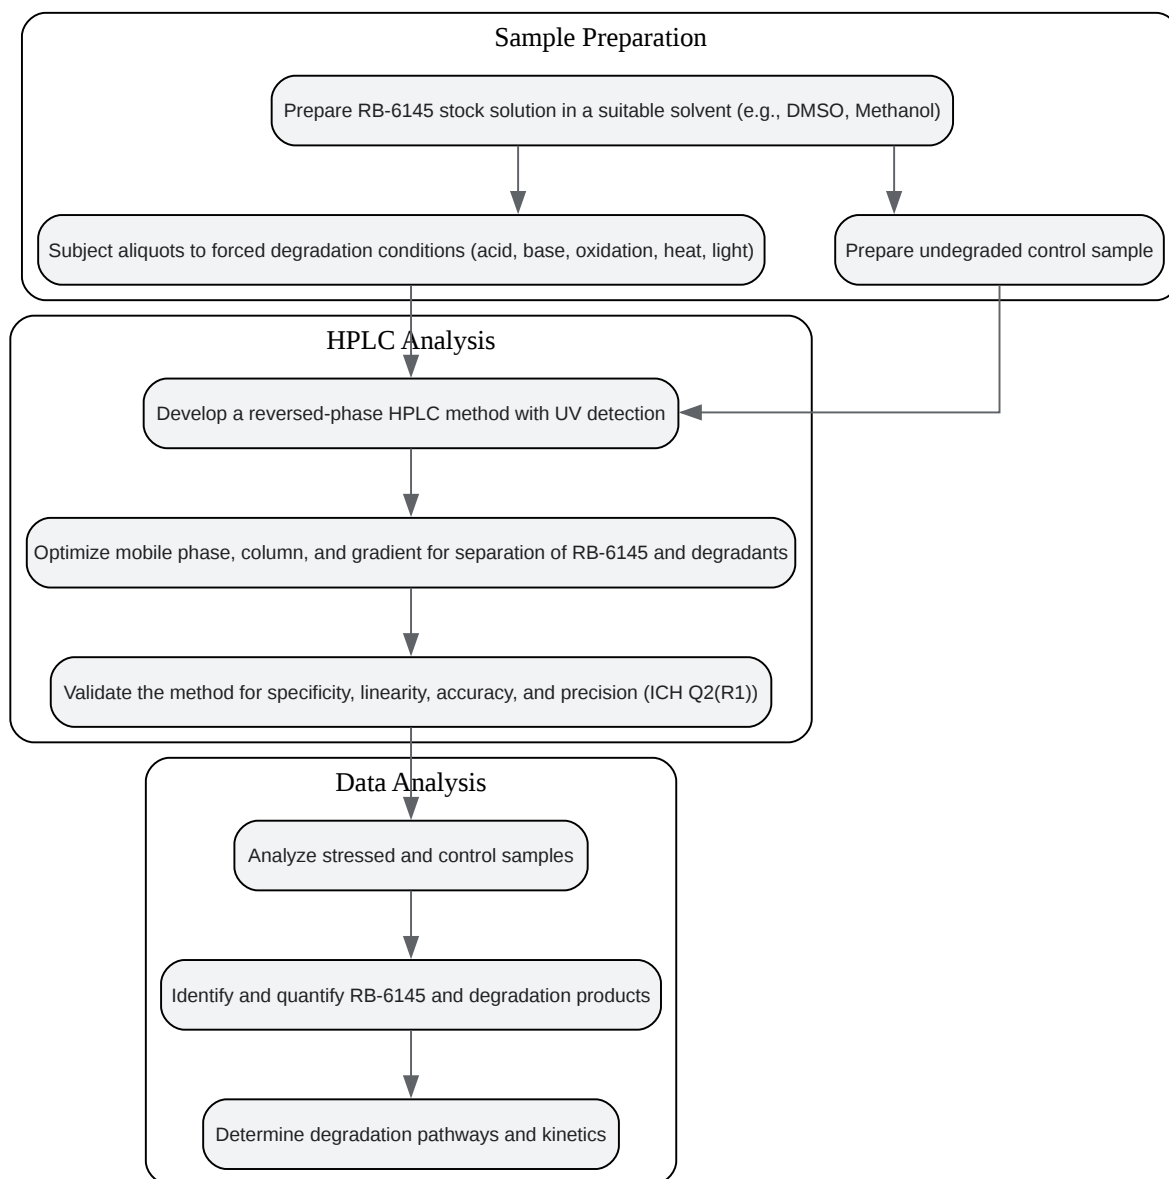 Sample Preparation
Prepare RB-6145 stock solution in a suitable solvent (e.g., DMSO, Methanol)
Subject aliquots to forced degradation conditions (acid, base, oxidation, heat, light)
Prepare undegraded control sample
HPLC Analysis
Develop a reversed-phase HPLC method with UV detection
Optimize mobile phase, column, and gradient for separation of RB-6145 and degradants
Validate the method for specificity, linearity, accuracy, and precision (ICH Q2(R1))
Data Analysis
Analyze stressed and control samples
Identify and quantify RB-6145 and degradation products
Determine degradation pathways and kinetics